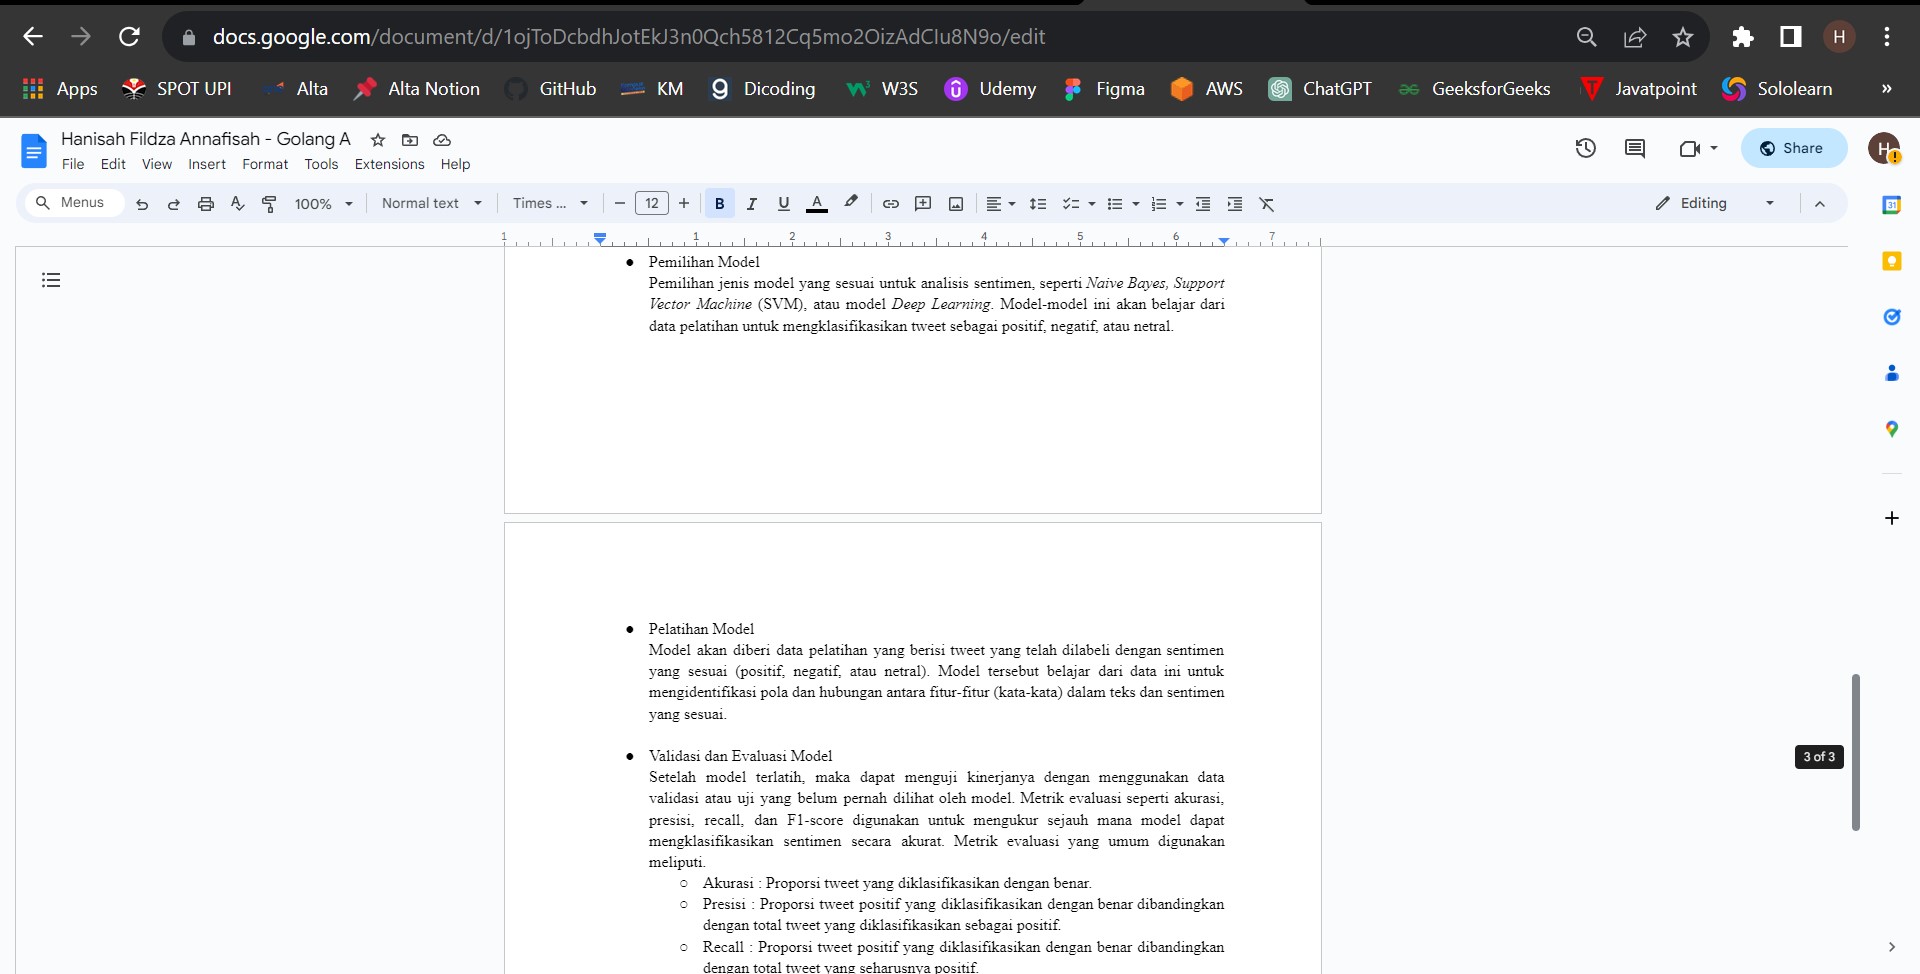 docs.google.com/document/d/1ojToDcbdhJotEkJ3n0Qch5812Cq5mo2OizAdCIu8N9o/edit
H
Apps SPOT UPI Alta Alta Notion GitHub KM Dicoding W3S Udemy Figma AWS ChatGPT GeeksforGeeks Javatpoint Sololearn »
Hanisah Fildza Annafisah - Golang A
File Edit View Insert Format Tools Extensions Help
Share
H
Menus 100% Normal text Times ... − 12 + B I U A Editing
31
1 1 2 3 4 5 6 7
● Pemilihan Model
Pemilihan jenis model yang sesuai untuk analisis sentimen, seperti Naive Bayes, Support
Vector Machine (SVM), atau model Deep Learning. Model-model ini akan belajar dari
data pelatihan untuk mengklasifikasikan tweet sebagai positif, negatif, atau netral.
● Pelatihan Model
Model akan diberi data pelatihan yang berisi tweet yang telah dilabeli dengan sentimen
yang sesuai (positif, negatif, atau netral). Model tersebut belajar dari data ini untuk
mengidentifikasi pola dan hubungan antara fitur-fitur (kata-kata) dalam teks dan sentimen
yang sesuai.
● Validasi dan Evaluasi Model
Setelah model terlatih, maka dapat menguji kinerjanya dengan menggunakan data
validasi atau uji yang belum pernah dilihat oleh model. Metrik evaluasi seperti akurasi,
presisi, recall, dan F1-score digunakan untuk mengukur sejauh mana model dapat
mengklasifikasikan sentimen secara akurat. Metrik evaluasi yang umum digunakan
meliputi.
○ Akurasi : Proporsi tweet yang diklasifikasikan dengan benar.
○ Presisi : Proporsi tweet positif yang diklasifikasikan dengan benar dibandingkan
dengan total tweet yang diklasifikasikan sebagai positif.
○ Recall : Proporsi tweet positif yang diklasifikasikan dengan benar dibandingkan
dengan total tweet yang seharusnya positif.
3 of 3